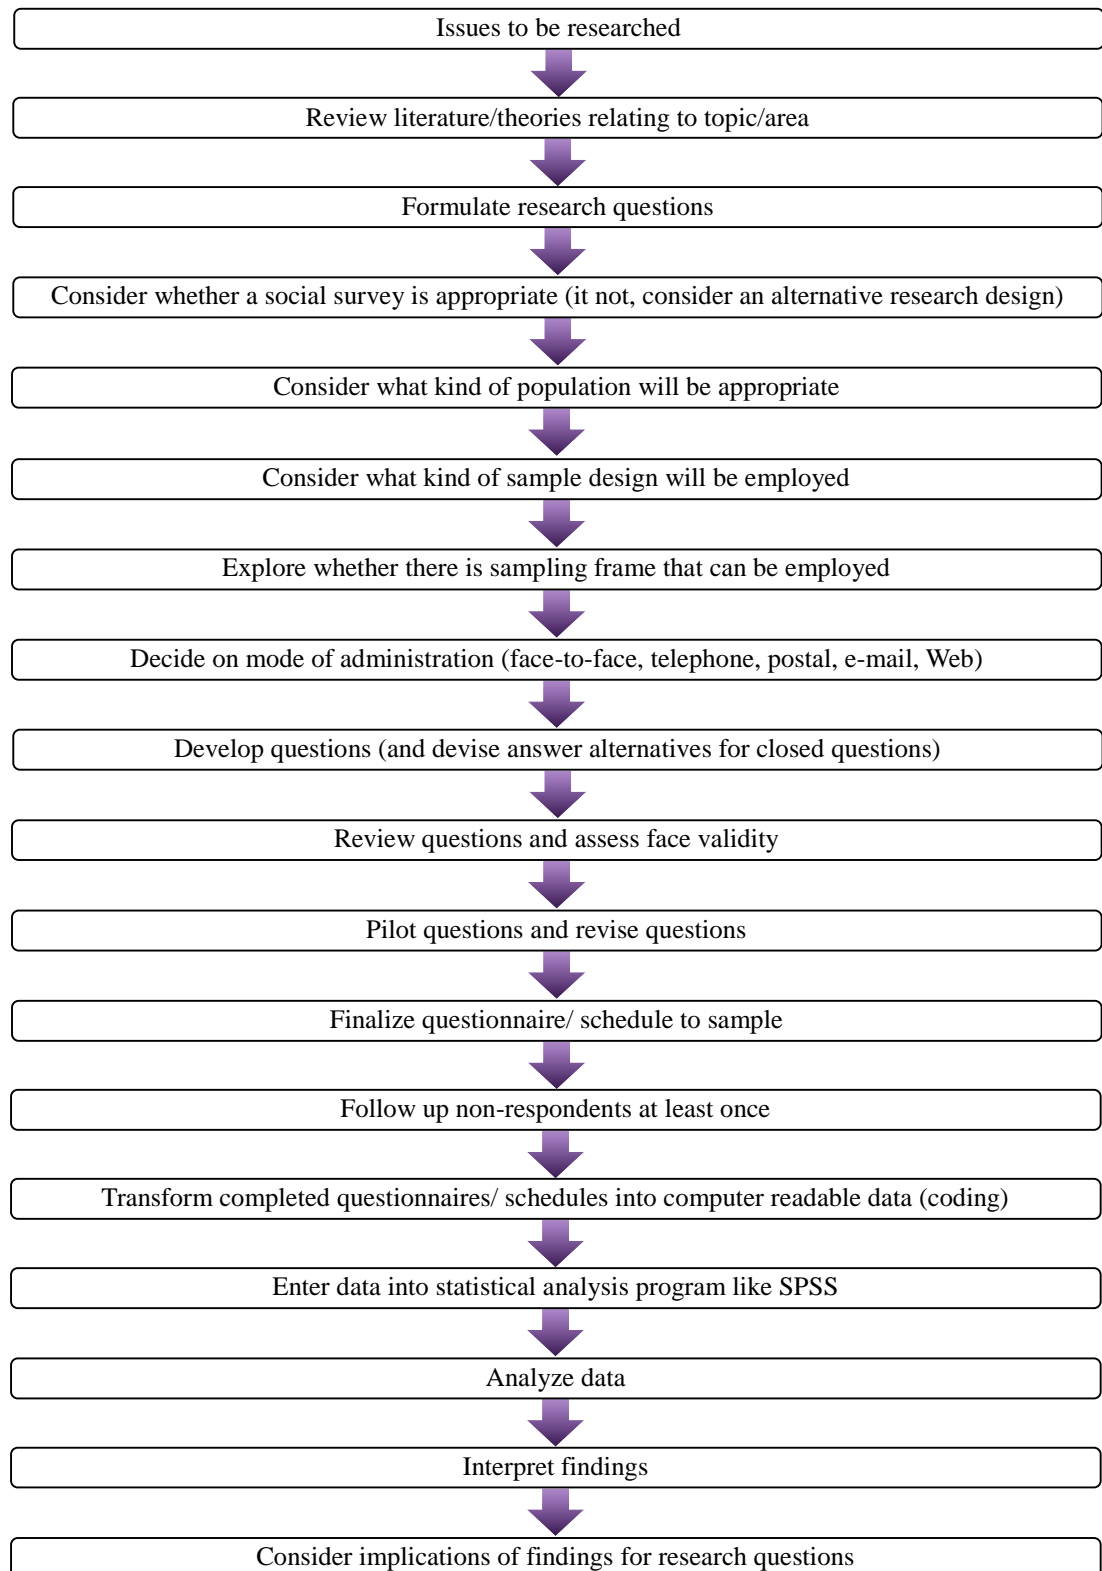 Issues to be researched
Review literature/theories relating to topic/area
Formulate research questions
Consider whether a social survey is appropriate (it not, consider an alternative research design)
Consider what kind of population will be appropriate
Consider what kind of sample design will be employed
Explore whether there is sampling frame that can be employed
Decide on mode of administration (face-to-face, telephone, postal, e-mail, Web)
Develop questions (and devise answer alternatives for closed questions)
Review questions and assess face validity
Pilot questions and revise questions
Finalize questionnaire/ schedule to sample
Follow up non-respondents at least once
Transform completed questionnaires/ schedules into computer readable data (coding)
Enter data into statistical analysis program like SPSS
Analyze data
Interpret findings
Consider implications of findings for research questions